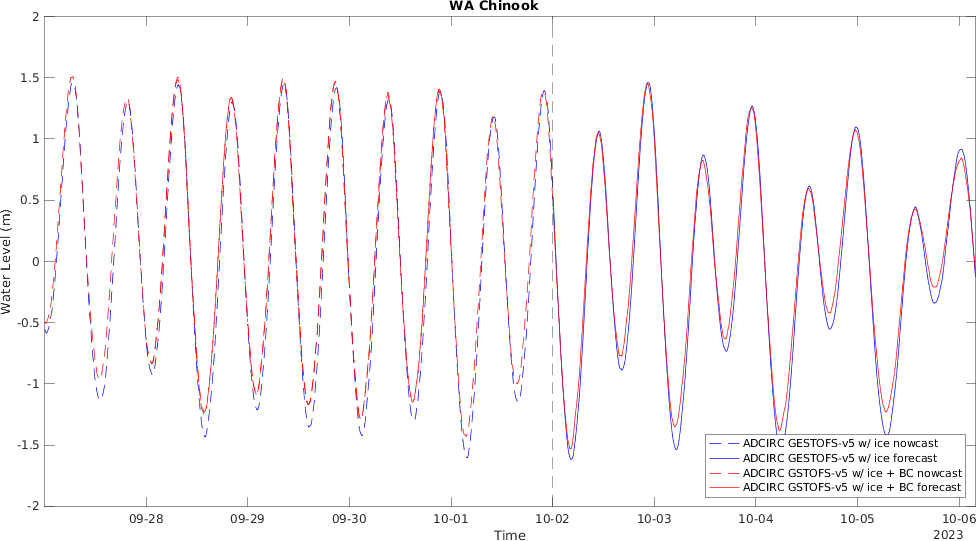 WA Chinook
2
1.5
1
0.5
0
-0.5
-1
-1.5
-2
Water Level (m)
09-28 09-29 09-30 10-01 10-02 10-03 10-04 10-05 10-06
2023
Time
ADCIRC GESTOFS-v5 w/ ice nowcast
ADCIRC GESTOFS-v5 w/ ice forecast
ADCIRC GSTOFS-v5 w/ ice + BC nowcast
ADCIRC GSTOFS-v5 w/ ice + BC forecast